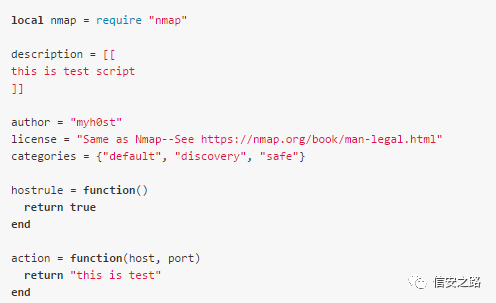 local nmap = require "nmap"
description = [[
this is test script
]]
author = "myh0st"
license = "Same as Nmap--See https://nmap.org/book/man-legal.html"
categories = {"default", "discovery", "safe"}
hostrule = function()
  return true
end
action = function(host, port)
  return "this is test"
end
信安之路